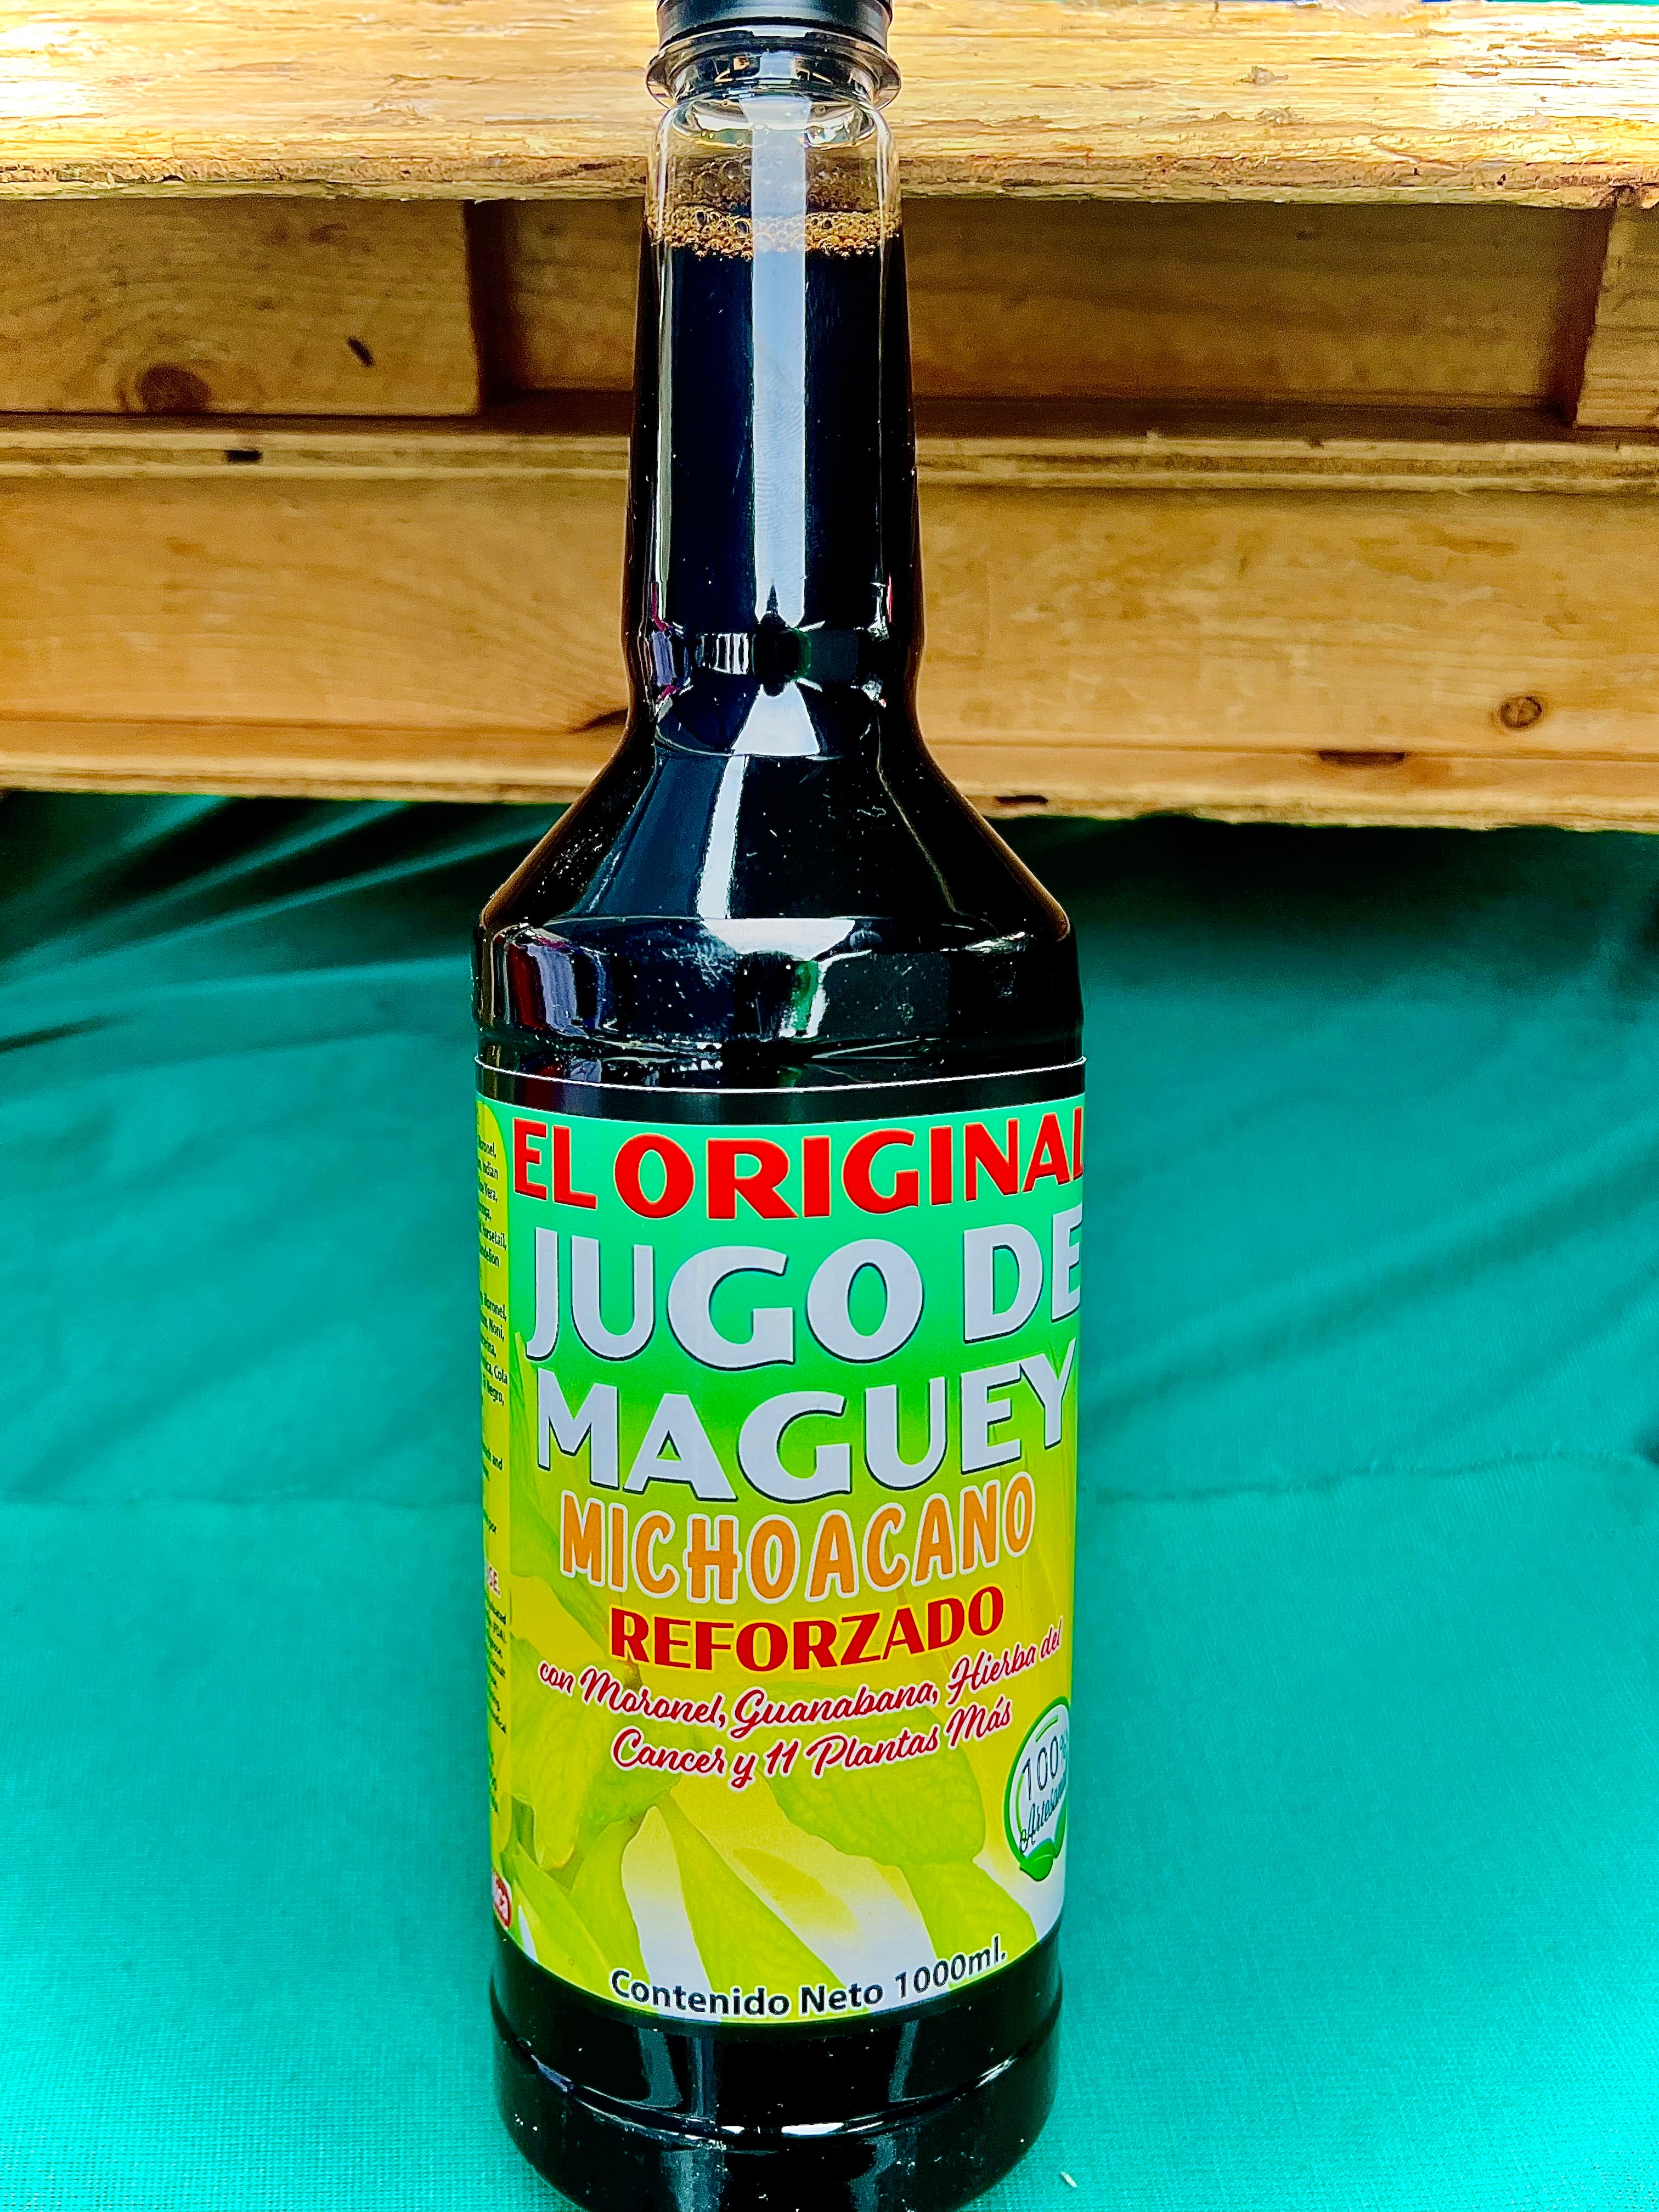 EL ORIGINAL
JUGO DE
MAGUEY
MICHOACANO
REFORZADO
con Moronel, Guanabana, Hierba del
Cancer y 11 Plantas Más
100%
Contenido Neto 1000ml.